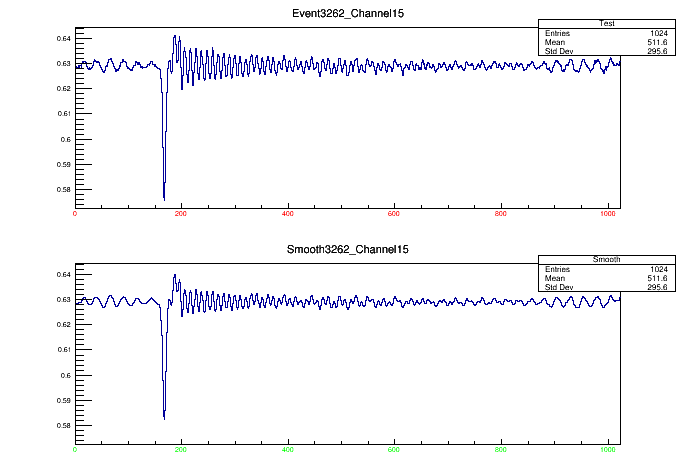 Event3262_Channel15
Test
Entries 1024
Mean 511.6
Std Dev 295.6
0.64
0.63
0.62
0.61
0.6
0.59
0.58
0 200 400 600 800 1000
Smooth3262_Channel15
Smooth
Entries 1024
Mean 511.6
Std Dev 295.6
0.64
0.63
0.62
0.61
0.6
0.59
0.58
0 200 400 600 800 1000